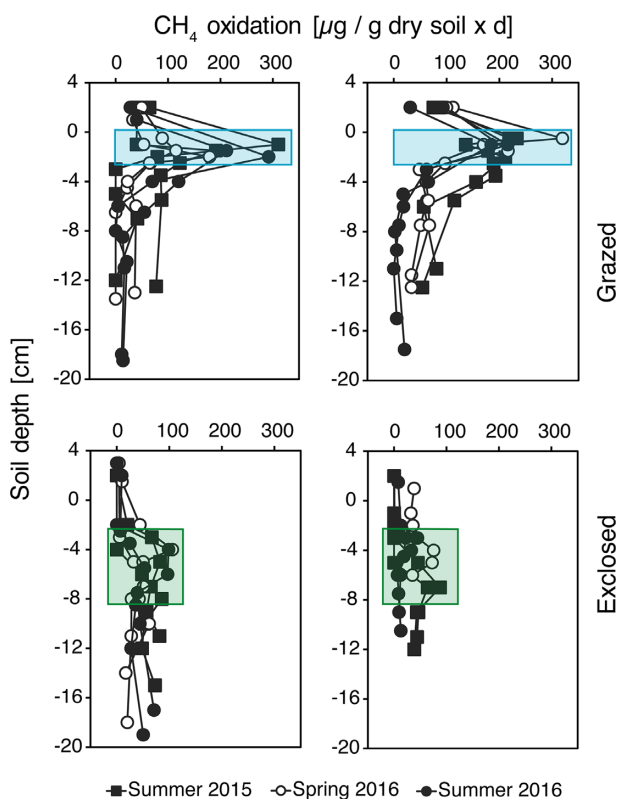 CH4 oxidation [µg / g dry soil x d]
0 100 200 300 0 100 200 300
4 4
0 0
-4 -4
-8 -8
-12 -12
-16 -16
-20 -20
Grazed
Soil depth [cm]
0 100 200 300 0 100 200 300
4 4
0 0
-4 -4
-8 -8
-12 -12
-16 -16
-20 -20
Exclosed
Summer 2015 Spring 2016 Summer 2016